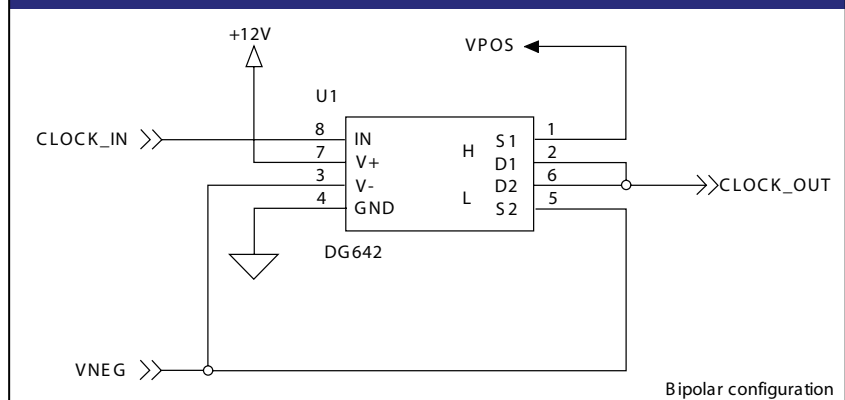 +12V
VPOS
U1
CLOCK_IN
8
IN
7
V+
3
V-
4
GND
H
L
S1
1
D1
2
D2
6
S2
5
CLOCK_OUT
DG642
VNEG
Bipolar configuration